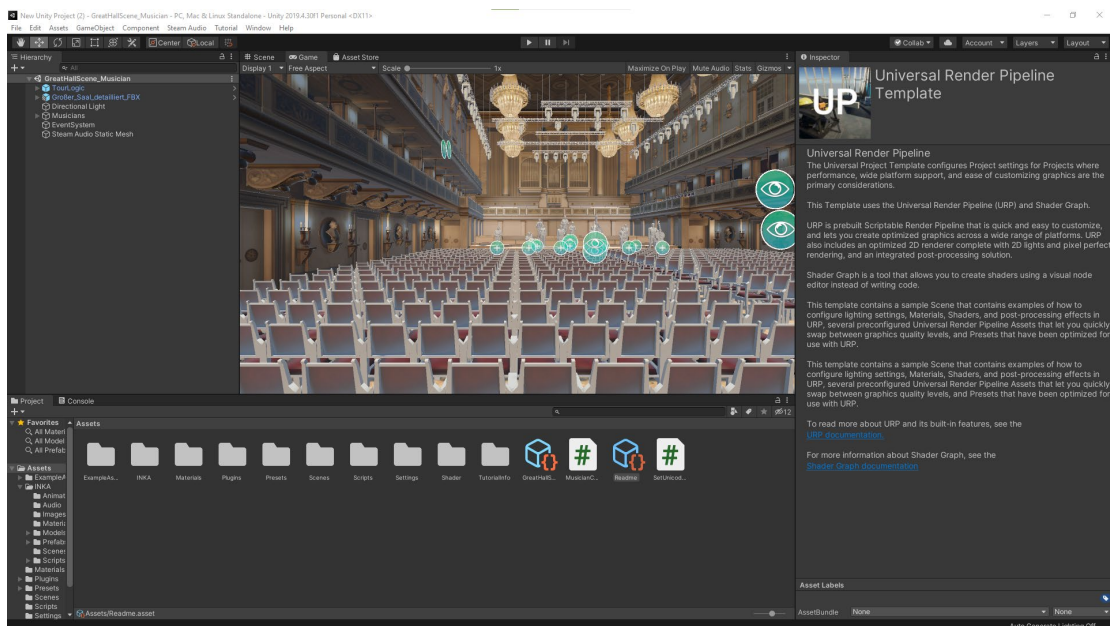 New Unity Project (2) - GreatHallScene_Musician - PC, Mac & Linux Standalone - Unity 2019.4.30f1 Personal <DX11>
File Edit Assets GameObject Component Steam Audio Tutorial Window Help
Center Local
Collab Account Layers Layout
Hierarchy
All
GreatHallScene_Musician
TourLogic
Großer_Saal_detailliert_FBX
Directional Light
Musicians
EventSystem
Steam Audio Static Mesh
Scene Game Asset Store
Display 1 Free Aspect Scale 1x Maximize On Play Mute Audio Stats Gizmos
Inspector
UP
Universal Render Pipeline
Template
Universal Render Pipeline
The Universal Project Template configures Project settings for Projects where
performance, wide platform support, and ease of customizing graphics are the
primary considerations.
This Template uses the Universal Render Pipeline (URP) and Shader Graph.
URP is prebuilt Scriptable Render Pipeline that is quick and easy to customize,
and lets you create optimized graphics across a wide range of platforms. URP
also includes an optimized 2D renderer complete with 2D lights and pixel perfect
rendering, and an integrated post-processing solution.
Shader Graph is a tool that allows you to create shaders using a visual node
editor instead of writing code.
This template contains a sample Scene that contains examples of how to
configure lighting settings, Materials, Shaders, and post-processing effects in
URP, several preconfigured Universal Render Pipeline Assets that let you quickly
swap between graphics quality levels, and Presets that have been optimized for
use with URP.
This template contains a sample Scene that contains examples of how to
configure lighting settings, Materials, Shaders, and post-processing effects in
URP, several preconfigured Universal Render Pipeline Assets that let you quickly
swap between graphics quality levels, and Presets that have been optimized for
use with URP.
To read more about URP and its built-in features, see the
URP documentation.
For more information about Shader Graph, see the
Shader Graph documentation
Project Console
12
Favorites
All Materi
All Model
All Prefab
Assets
ExampleA
INKA
Animat
Audio
Images
Materia
Models
Prefabs
Scenes
Scripts
Materials
Plugins
Presets
Scenes
Scripts
Settings
Assets
ExampleAs... INKA Materials Plugins Presets Scenes Scripts Settings Shader TutorialInfo GreatHallS... MusicianC... Readme SetUnicod...
Assets/Readme.asset
Asset Labels
AssetBundle None None
Auto Generate Lighting Off